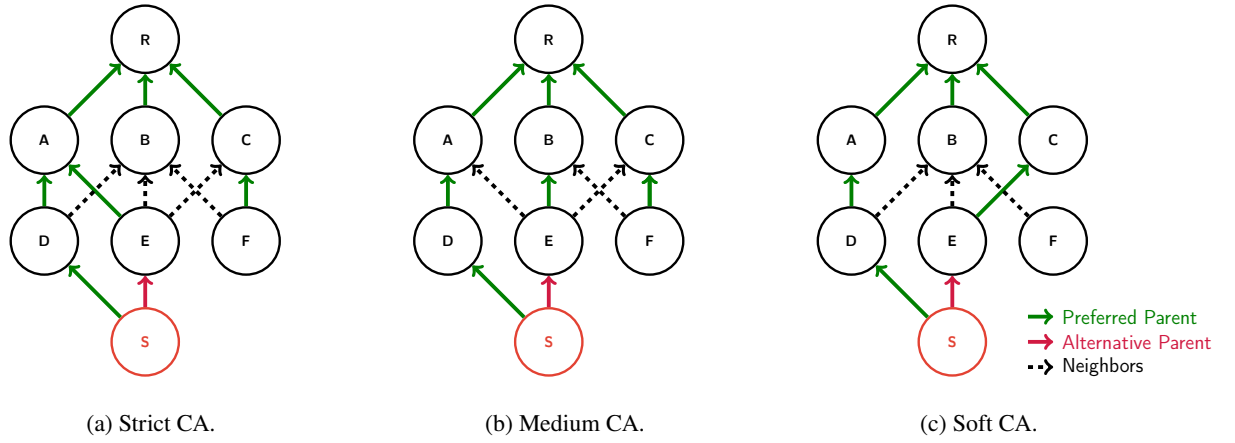 R
A B C
D E F
S
(a) Strict CA.
R
A B C
D E F
S
(b) Medium CA.
R
A B C
D E F
S
Preferred Parent
Alternative Parent
Neighbors
(c) Soft CA.